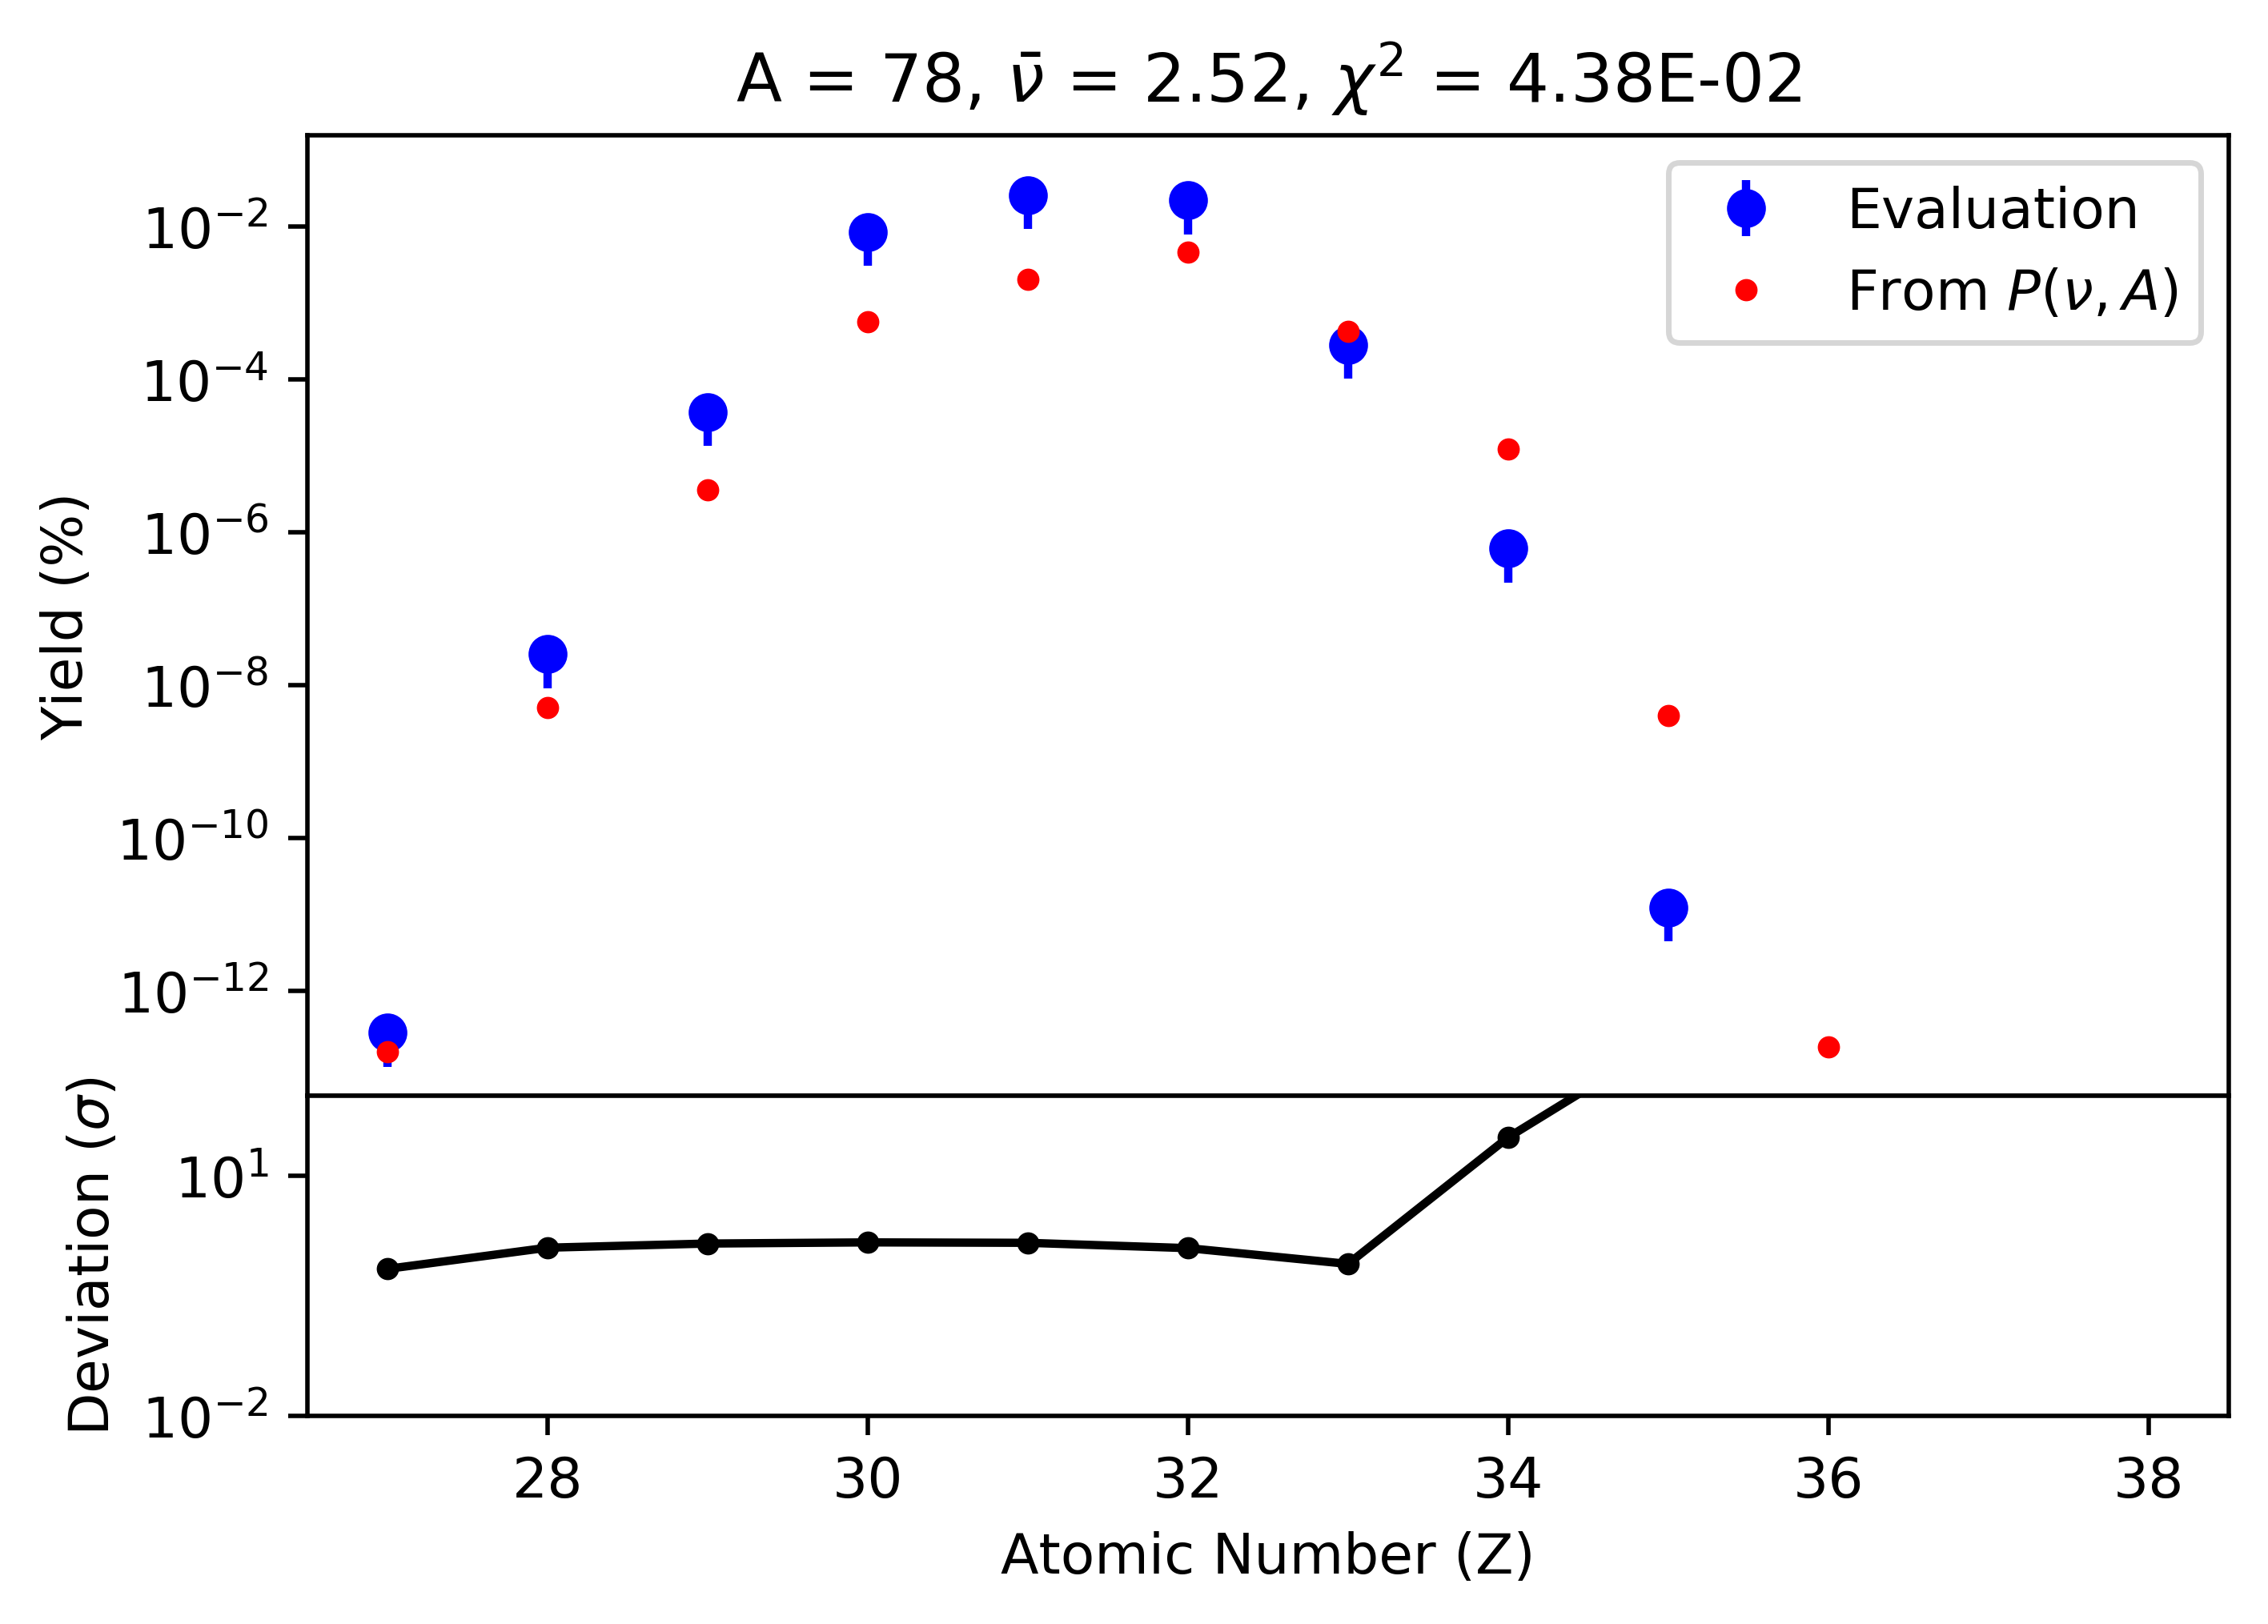 A = 78, ν̄ = 2.52, χ² = 4.38E-02
Evaluation
From P(ν, A)
Yield (%)
10⁻²
10⁻⁴
10⁻⁶
10⁻⁸
10⁻¹⁰
10⁻¹²
Deviation (σ)
10¹
10⁻²
28 30 32 34 36 38
Atomic Number (Z)